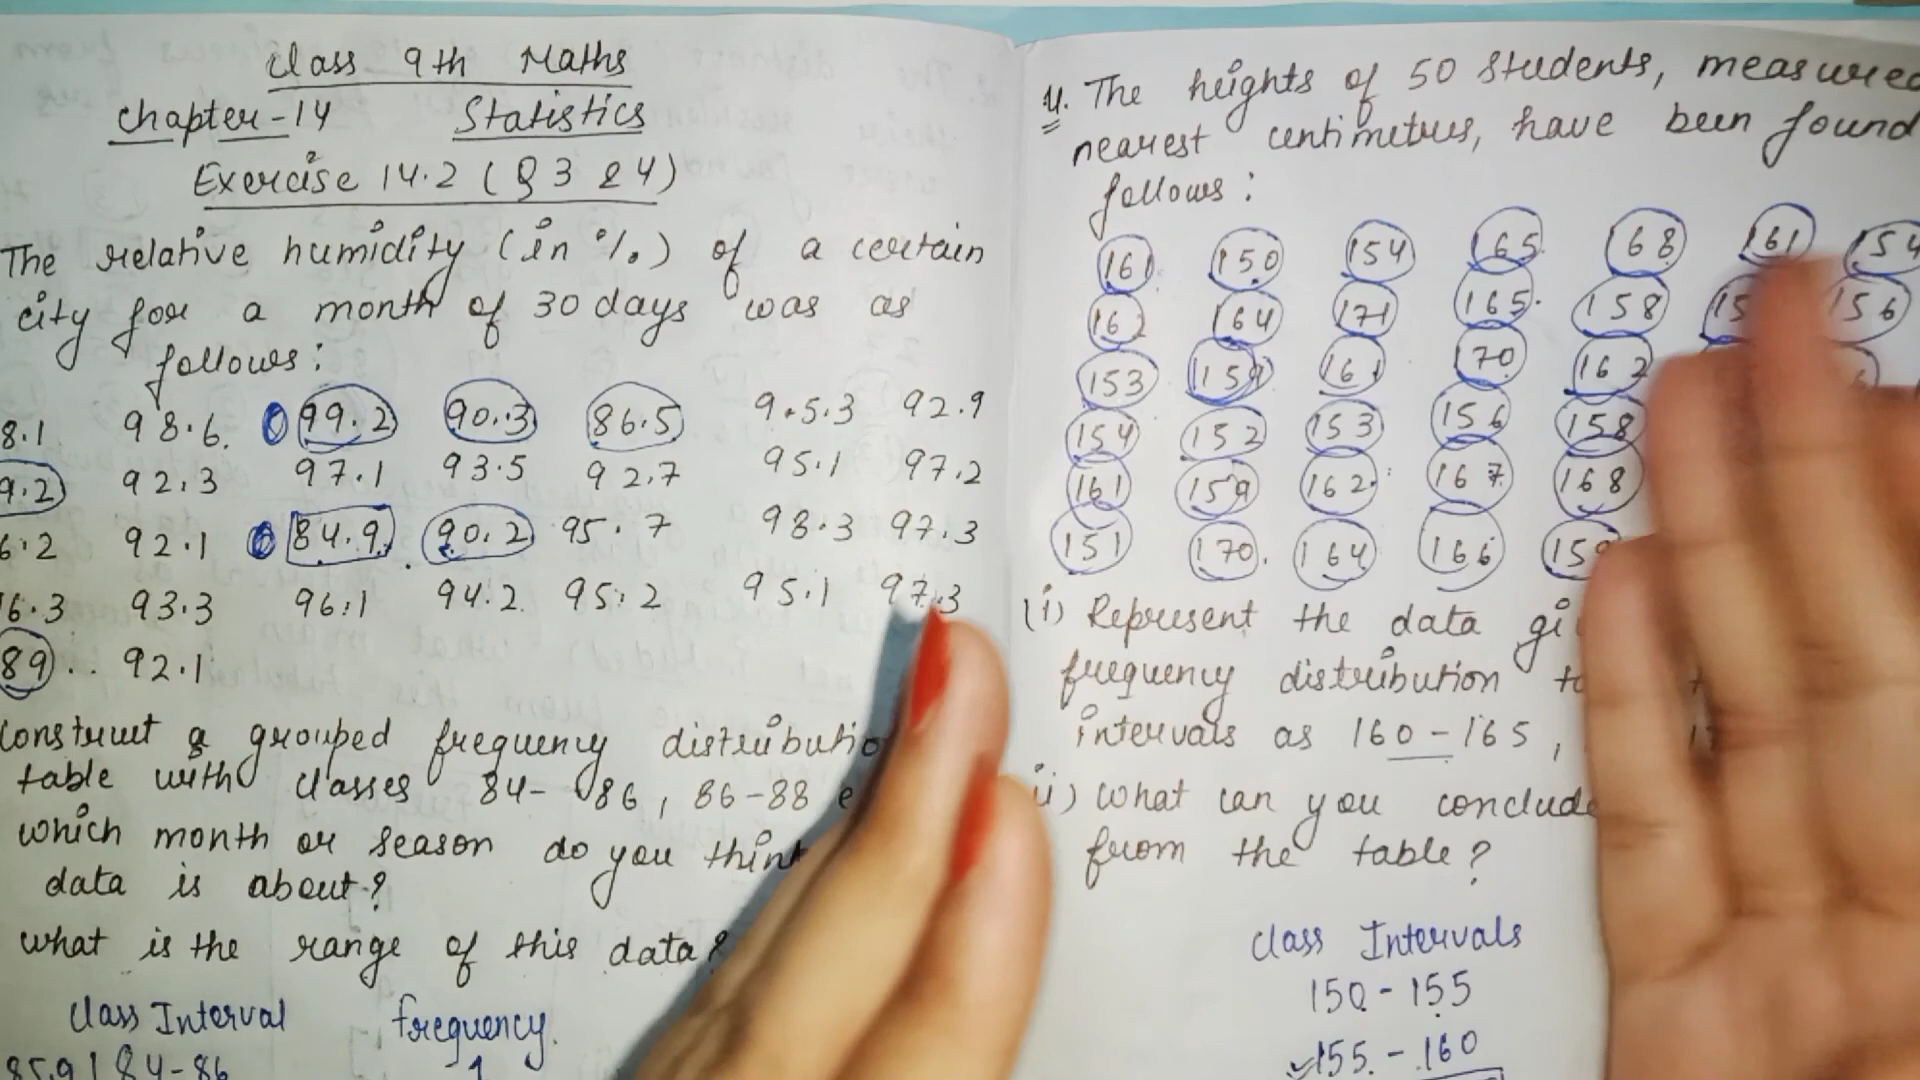 Class 9th Maths
Chapter-14 Statistics
Exercise 14.2 (Q 3 & 4)
The relative humidity (in %) of a certain
city for a month of 30 days was as
follows:
8.1 98.6 99.2 90.3 86.5 9.5.3 92.9
9.2 92.3 97.1 93.5 92.7 95.1 97.2
6.2 92.1 84.9 90.2 95.7 98.3 97.3
6.3 93.3 96.1 94.2 95.2 95.1 97.3
89 92.1
Construct a grouped frequency
table with classes 84-86, 86-88
which month or season do you
data is about?
what is the range of this data?
Class Interval frequency
85.9 84-86 1
4. The heights of 50 students, measured
nearest centimetres, have been found
follows:
161 150 154 165 168 161 154
162 164 171 165 158 156
153 159 161 170 162
154 152 153 156 158
161 159 162 167 168
151 170 164 166
(i) Represent the data
frequency distribution
intervals as 160-165,
ii) What can you conclude
from the table?
Class Intervals
150-155
155-160